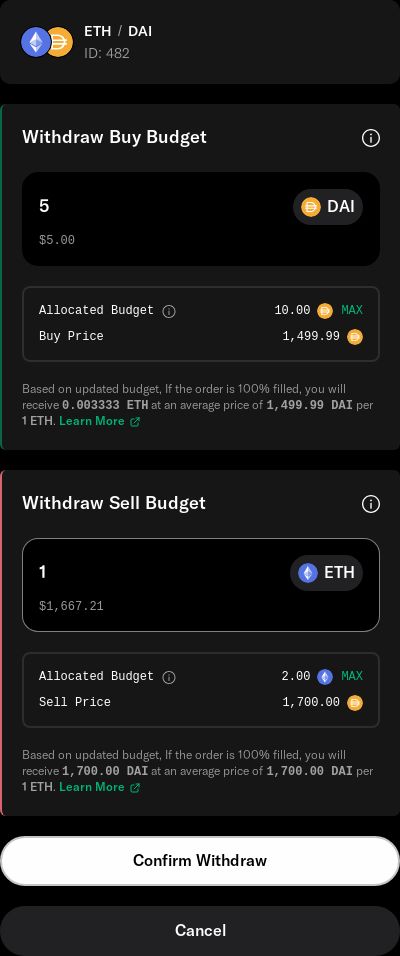 ETH / DAI
ID: 482
Withdraw Buy Budget
5 DAI
$5.00
Allocated Budget 10.00 MAX
Buy Price 1,499.99
Based on updated budget, If the order is 100% filled, you will
receive 0.003333 ETH at an average price of 1,499.99 DAI per
1 ETH. Learn More
Withdraw Sell Budget
1 ETH
$1,667.21
Allocated Budget 2.00 MAX
Sell Price 1,700.00
Based on updated budget, If the order is 100% filled, you will
receive 1,700.00 DAI at an average price of 1,700.00 DAI per
1 ETH. Learn More
Confirm Withdraw
Cancel